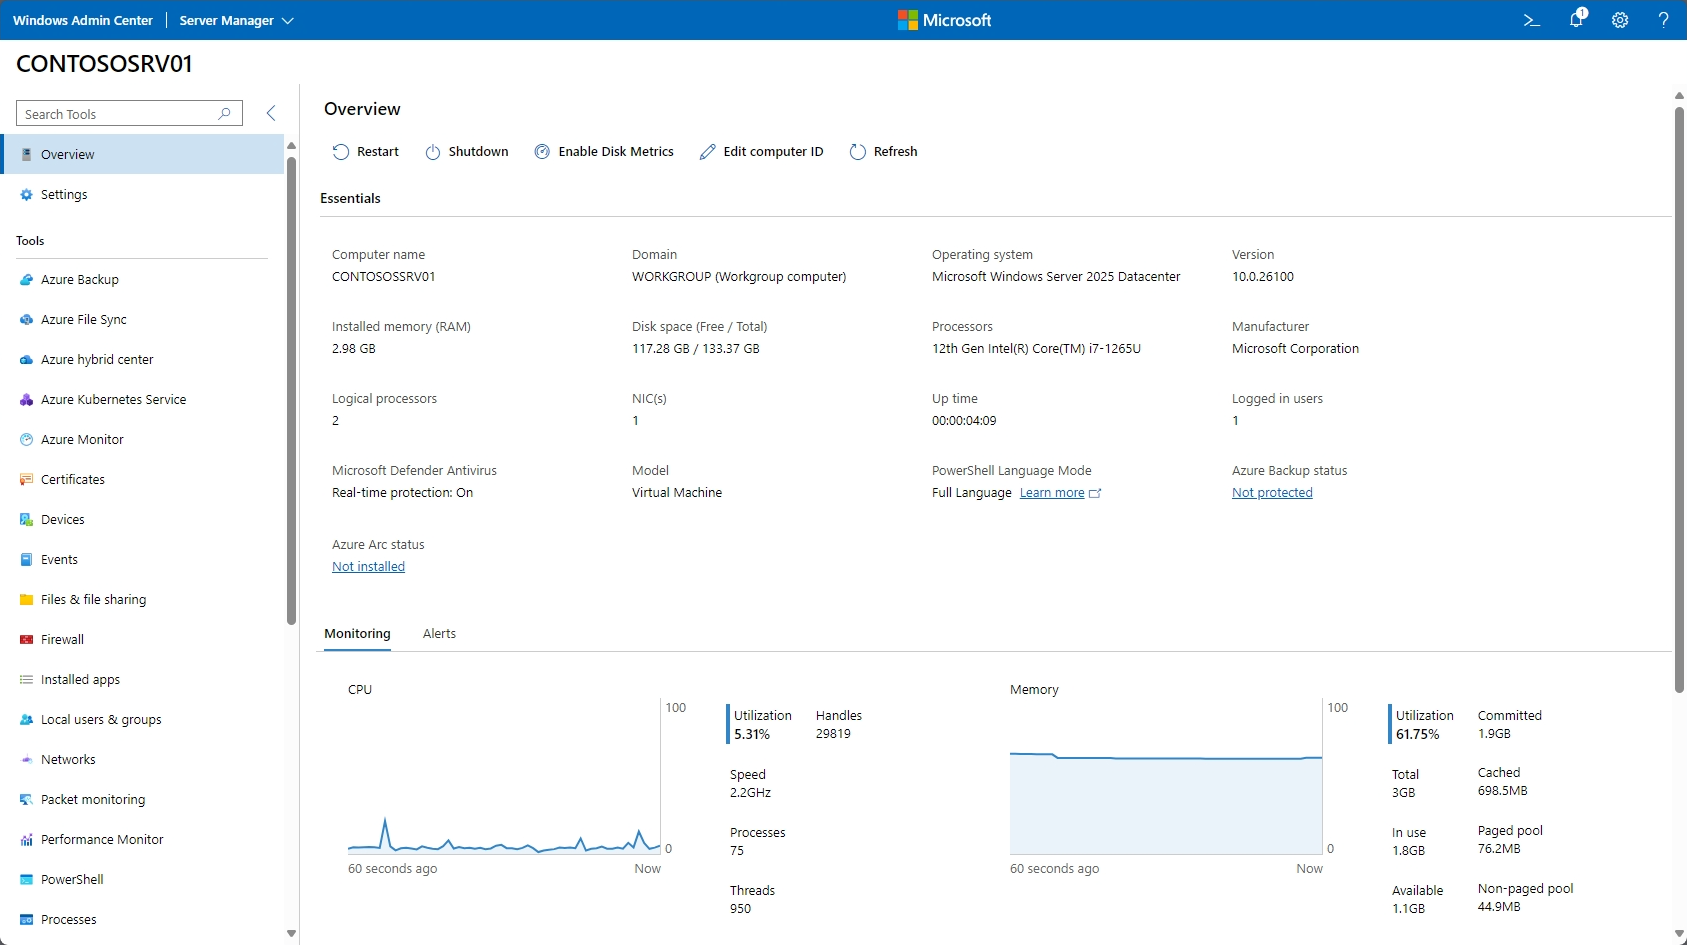 Windows Admin Center
Server Manager
Microsoft
1
CONTOSOSRV01
Search Tools
Overview
Settings
Tools
Azure Backup
Azure File Sync
Azure hybrid center
Azure Kubernetes Service
Azure Monitor
Certificates
Devices
Events
Files & file sharing
Firewall
Installed apps
Local users & groups
Networks
Packet monitoring
Performance Monitor
PowerShell
Processes
Overview
Restart
Shutdown
Enable Disk Metrics
Edit computer ID
Refresh
Essentials
Computer name
CONTOSOSSRV01
Domain
WORKGROUP (Workgroup computer)
Operating system
Microsoft Windows Server 2025 Datacenter
Version
10.0.26100
Installed memory (RAM)
2.98 GB
Disk space (Free / Total)
117.28 GB / 133.37 GB
Processors
12th Gen Intel(R) Core(TM) i7-1265U
Manufacturer
Microsoft Corporation
Logical processors
2
NIC(s)
1
Up time
00:00:04:09
Logged in users
1
Microsoft Defender Antivirus
Real-time protection: On
Model
Virtual Machine
PowerShell Language Mode
Full Language Learn more
Azure Backup status
Not protected
Azure Arc status
Not installed
Monitoring
Alerts
CPU
100
0
60 seconds ago
Now
Utilization
5.31%
Handles
29819
Speed
2.2GHz
Processes
75
Threads
950
Memory
100
0
60 seconds ago
Now
Utilization
61.75%
Committed
1.9GB
Total
3GB
Cached
698.5MB
In use
1.8GB
Paged pool
76.2MB
Available
1.1GB
Non-paged pool
44.9MB